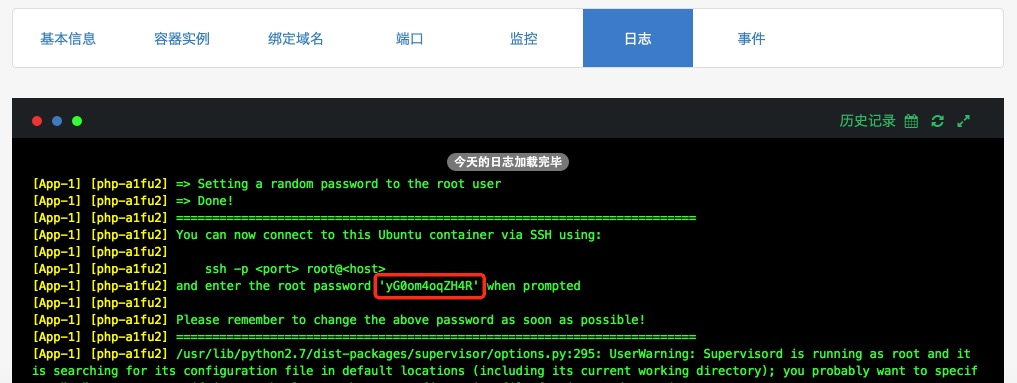 基本信息 容器实例 绑定域名 端口 监控 日志 事件
历史记录
今天的日志加载完毕
[App-1] [php-a1fu2] => Setting a random password to the root user
[App-1] [php-a1fu2] => Done!
[App-1] [php-a1fu2] ========================================================================
[App-1] [php-a1fu2] You can now connect to this Ubuntu container via SSH using:
[App-1] [php-a1fu2]
[App-1] [php-a1fu2]     ssh -p <port> root@<host>
[App-1] [php-a1fu2] and enter the root password 'yG0om4oqZH4R' when prompted
[App-1] [php-a1fu2]
[App-1] [php-a1fu2] Please remember to change the above password as soon as possible!
[App-1] [php-a1fu2] ========================================================================
[App-1] [php-a1fu2] /usr/lib/python2.7/dist-packages/supervisor/options.py:295: UserWarning: Supervisord is running as root and it
is searching for its configuration file in default locations (including its current working directory); you probably want to specif